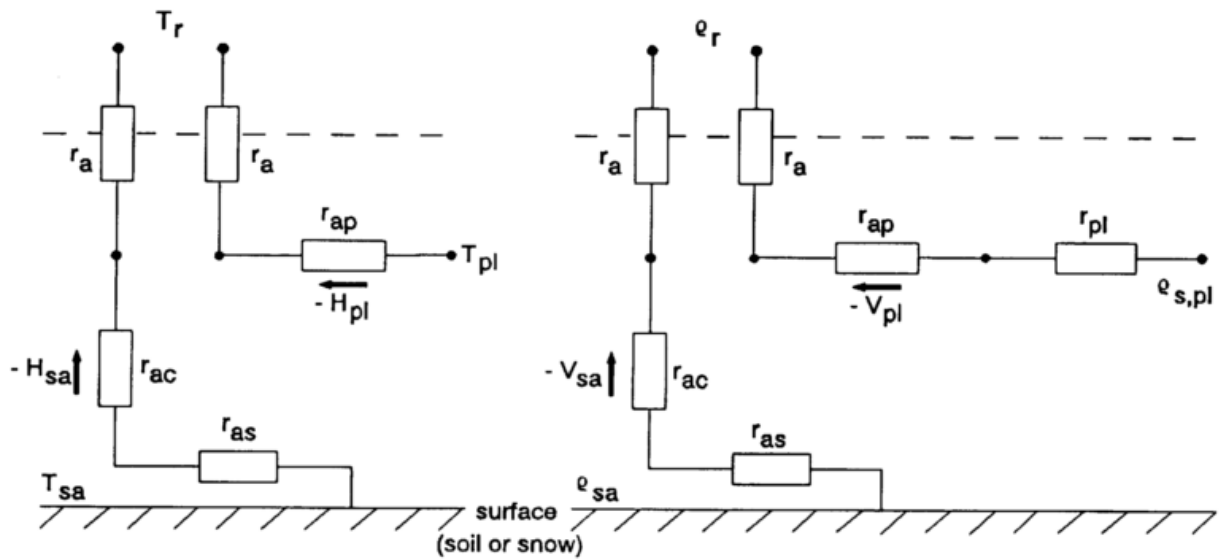 T_r
ϱ_r
r_a
r_a
r_a
r_a
r_ap
T_pl
- H_pl
r_ap
r_pl
- V_pl
ϱ_s,pl
- H_sa
r_ac
- V_sa
r_ac
r_as
r_as
T_sa
ϱ_sa
surface
(soil or snow)